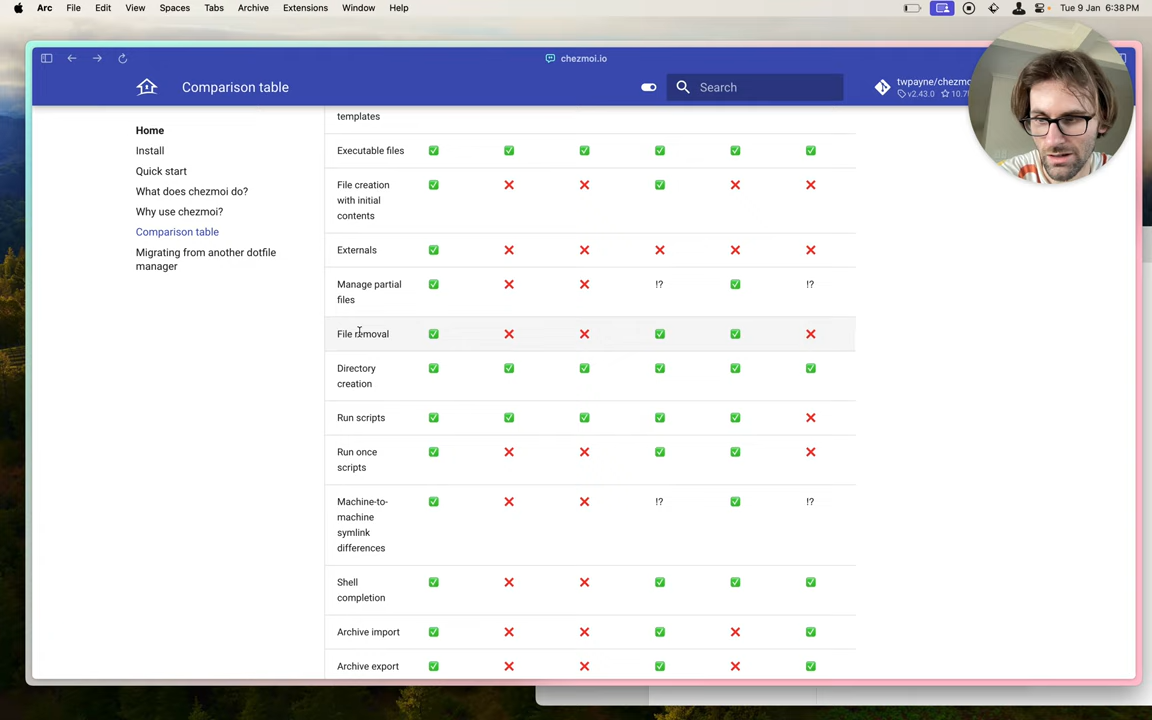 Arc File Edit View Spaces Tabs Archive Extensions Window Help Tue 9 Jan 6:38 PM
chezmoi.io
Comparison table Search twpayne/chezmo
v2.43.0
Home
Install
Quick start
What does chezmoi do?
Why use chezmoi?
Comparison table
Migrating from another dotfile
manager
templates
Executable files ✅ ✅ ✅ ✅ ✅ ✅
File creation
with initial
contents ✅ ❌ ❌ ✅ ❌ ❌
Externals ✅ ❌ ❌ ❌ ❌ ❌
Manage partial
files ✅ ❌ ❌ ⁉ ✅ ⁉
File removal ✅ ❌ ❌ ✅ ✅ ❌
Directory
creation ✅ ✅ ✅ ✅ ✅ ✅
Run scripts ✅ ✅ ✅ ✅ ✅ ❌
Run once
scripts ✅ ❌ ❌ ✅ ✅ ❌
Machine-to-
machine
symlink
differences ✅ ❌ ❌ ⁉ ✅ ⁉
Shell
completion ✅ ❌ ❌ ✅ ✅ ✅
Archive import ✅ ❌ ❌ ✅ ❌ ✅
Archive export ✅ ❌ ❌ ✅ ❌ ✅